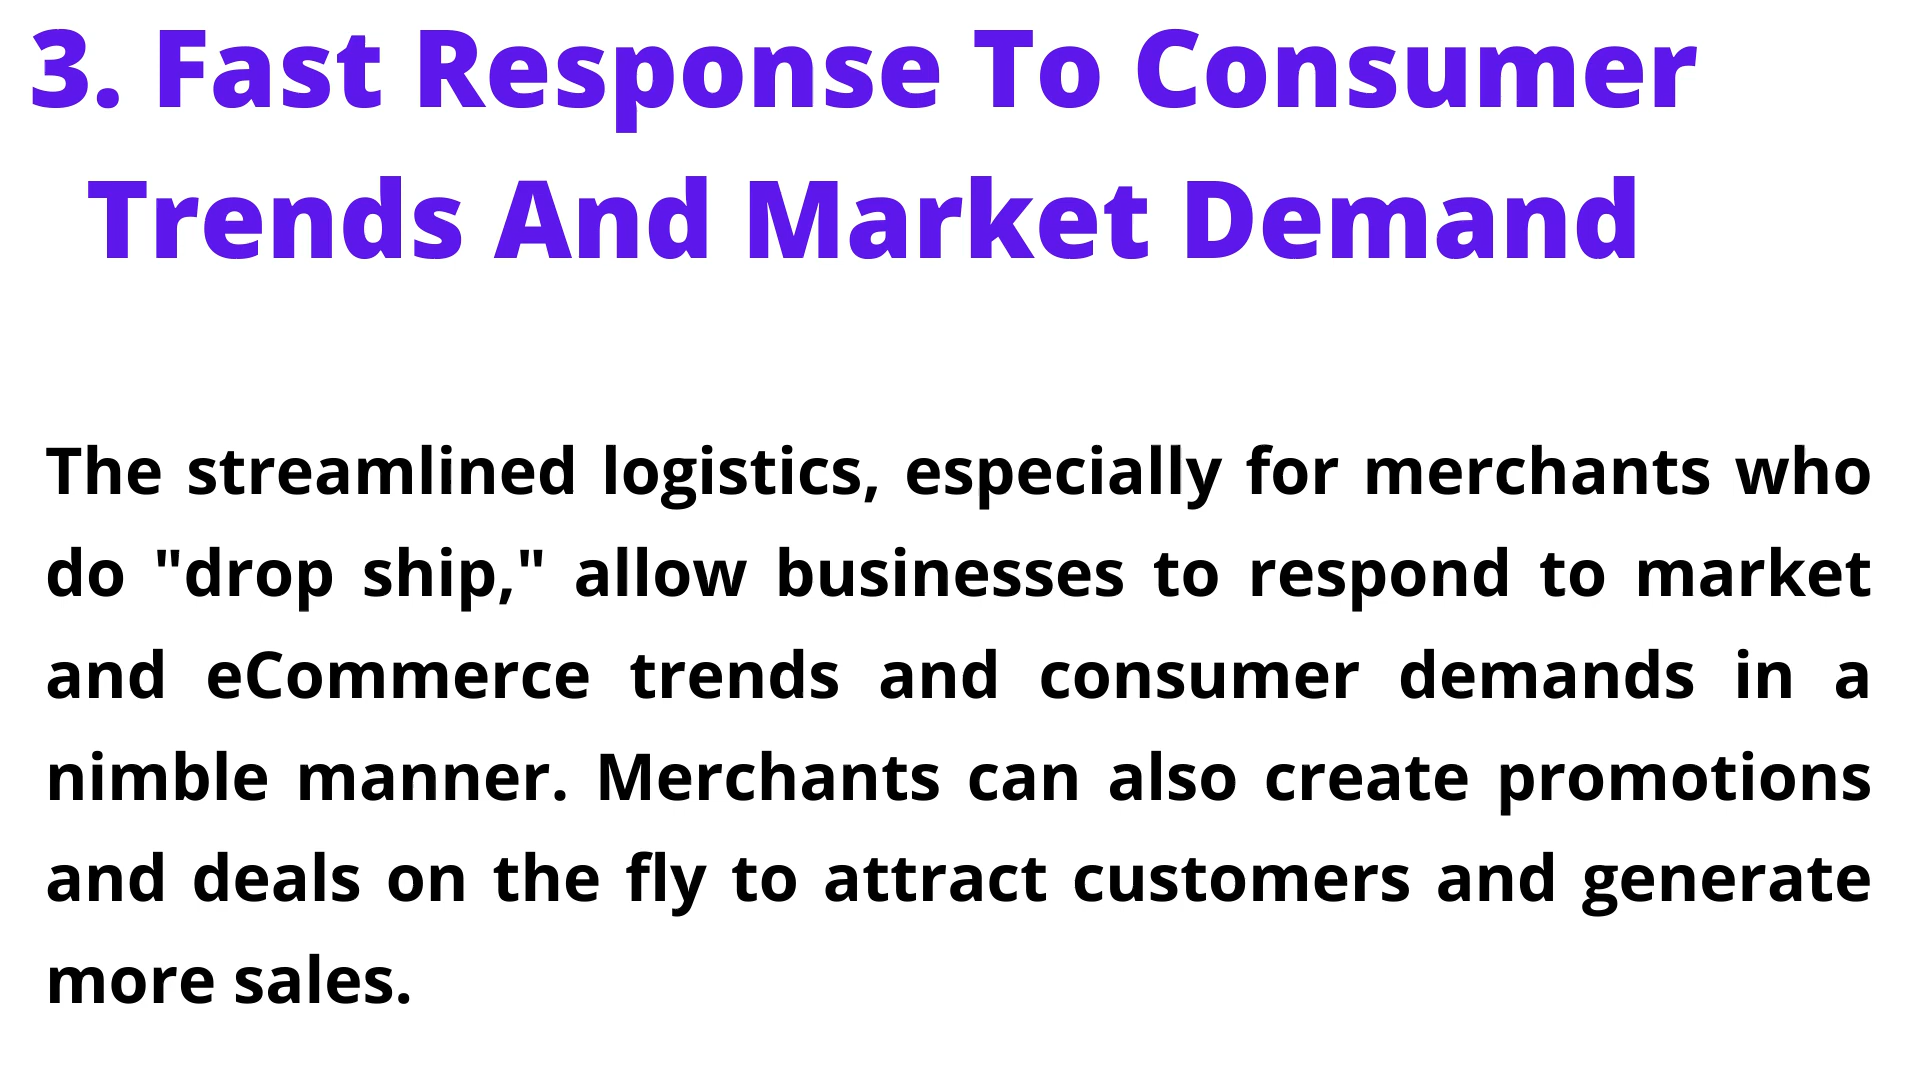 3. Fast Response To Consumer
Trends And Market Demand
The streamlined logistics, especially for merchants who
do "drop ship," allow businesses to respond to market
and eCommerce trends and consumer demands in a
nimble manner. Merchants can also create promotions
and deals on the fly to attract customers and generate
more sales.